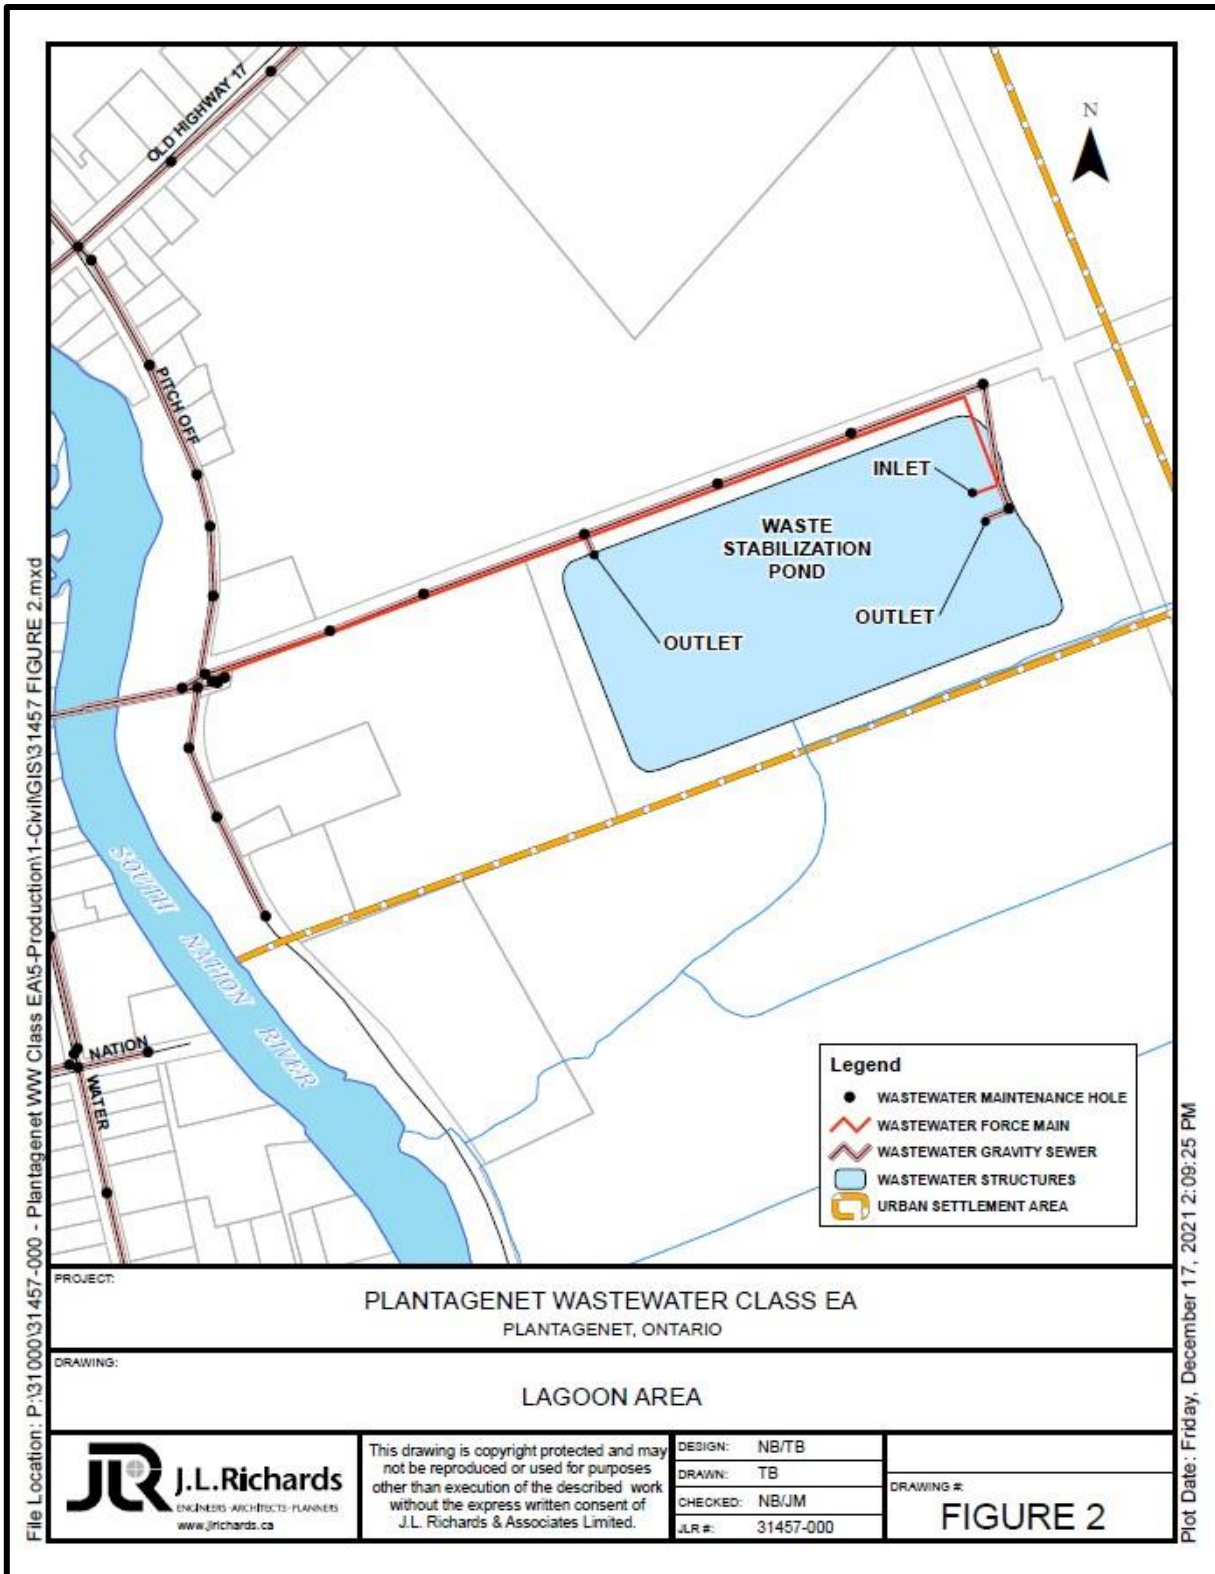 OLD HIGHWAY 17
N
PITCH OFF
INLET
WASTE
STABILIZATION
POND
OUTLET
OUTLET
SOUTH NATION RIVER
NATION
WATER
Legend
WASTEWATER MAINTENANCE HOLE
WASTEWATER FORCE MAIN
WASTEWATER GRAVITY SEWER
WASTEWATER STRUCTURES
URBAN SETTLEMENT AREA
File Location: P:\31000\31457-000 - Plantagenet WW Class EA\5-Production\1-Civil\GIS\31457 FIGURE 2.mxd
Plot Date: Friday, December 17, 2021 2:09:25 PM
PROJECT:
PLANTAGENET WASTEWATER CLASS EA
PLANTAGENET, ONTARIO
DRAWING:
LAGOON AREA
JLR J.L.Richards
ENGINEERS · ARCHITECTS · PLANNERS
www.jlrichards.ca
This drawing is copyright protected and may
not be reproduced or used for purposes
other than execution of the described work
without the express written consent of
J.L. Richards & Associates Limited.
DESIGN: NB/TB
DRAWN: TB
CHECKED: NB/JM
JLR #: 31457-000
DRAWING #:
FIGURE 2